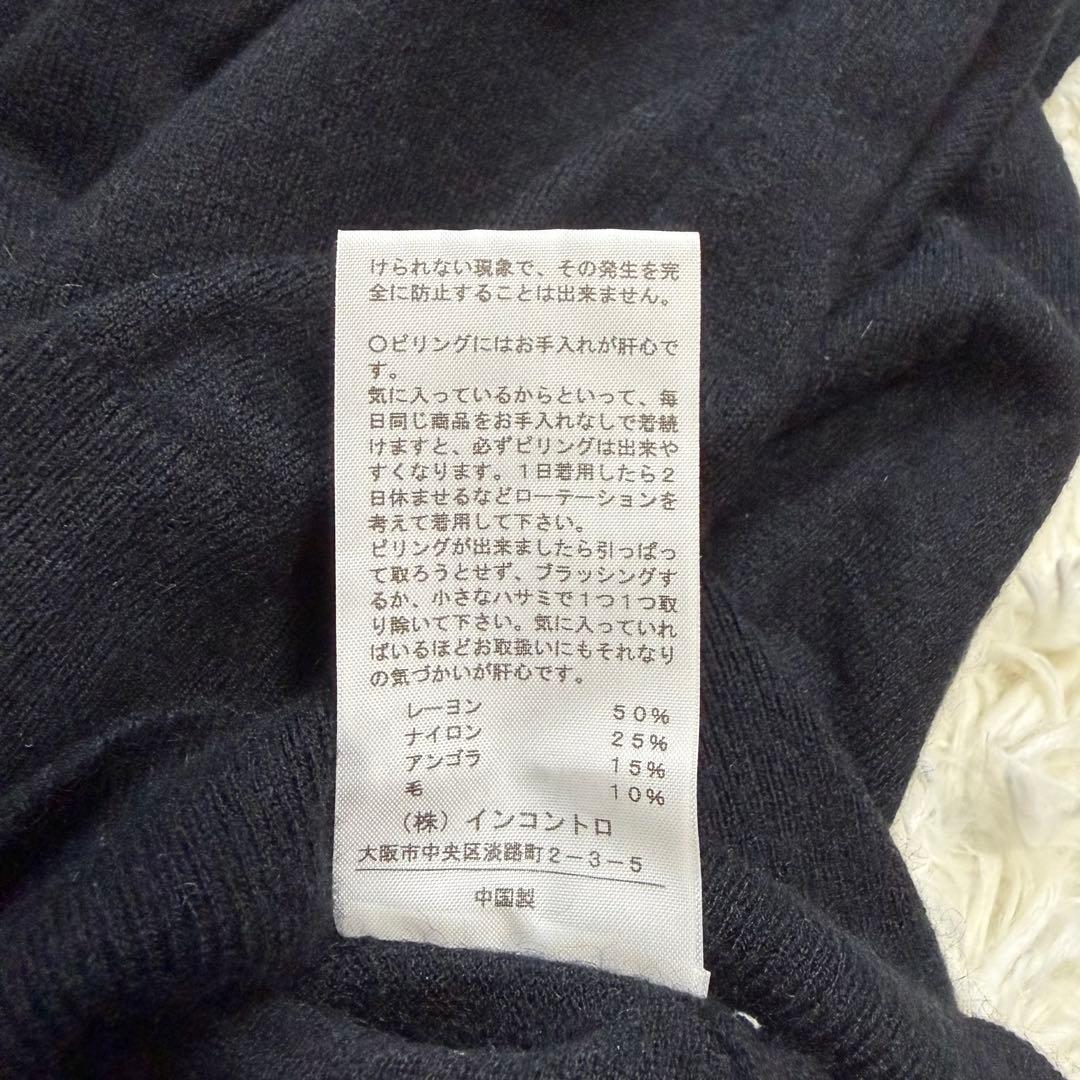 けられない現象で、その発生を完
全に防止することは出来ません。
〇ピリングにはお手入れが肝心で
す。
気に入っているからといって、毎
日同じ商品をお手入れなしで着続
けますと、必ずピリングは出来や
すくなります。1日着用したら2
日休ませるなどローテーションを
考えて着用して下さい。
ピリングが出来ましたら引っぱっ
て取ろうとせず、ブラッシングす
るか、小さなハサミで1つ1つ取
り除いて下さい。気に入っていれ
ばいるほどお取扱いにもそれなり
の気づかいが肝心です。
レーヨン 50%
ナイロン 25%
アンゴラ 15%
毛 10%
（株）インコントロ
大阪市中央区淡路町2-3-5
中国製